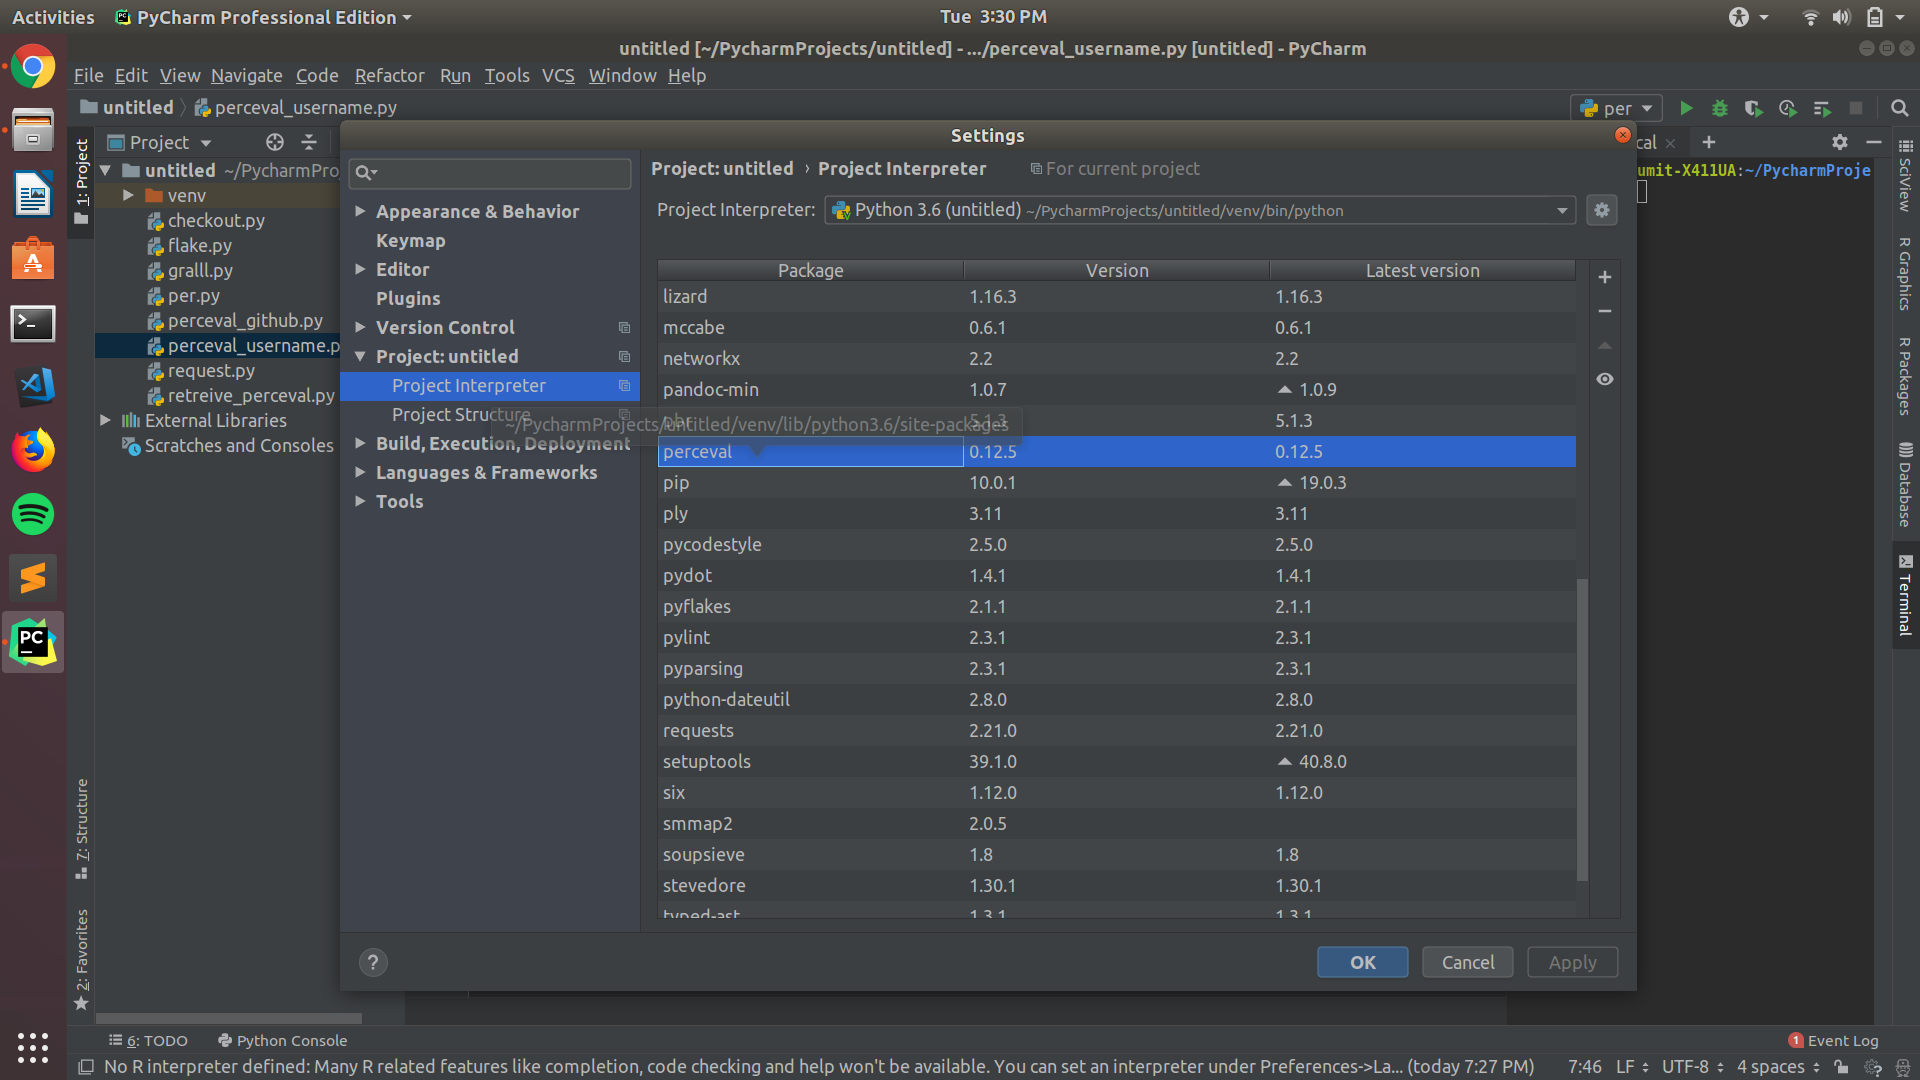 Activities
PyCharm Professional Edition
Tue 3:30 PM
untitled [~/PycharmProjects/untitled] - .../perceval_username.py [untitled] - PyCharm
File Edit View Navigate Code Refactor Run Tools VCS Window Help
untitled perceval_username.py
per
Project
untitled ~/PycharmPro
venv
checkout.py
flake.py
gralll.py
per.py
perceval_github.py
perceval_username.p
request.py
retreive_perceval.py
External Libraries
Scratches and Consoles
1: Project
7: Structure
2: Favorites
Settings
Appearance & Behavior
Keymap
Editor
Plugins
Version Control
Project: untitled
Project Interpreter
Project Structure
Build, Execution, Deployment
Languages & Frameworks
Tools
Project: untitled › Project Interpreter
For current project
Project Interpreter: Python 3.6 (untitled) ~/PycharmProjects/untitled/venv/bin/python
Package Version Latest version
lizard 1.16.3 1.16.3
mccabe 0.6.1 0.6.1
networkx 2.2 2.2
pandoc-min 1.0.7 1.0.9
pbr 5.1.3 5.1.3
~/PycharmProjects/untitled/venv/lib/python3.6/site-packages
perceval 0.12.5 0.12.5
pip 10.0.1 19.0.3
ply 3.11 3.11
pycodestyle 2.5.0 2.5.0
pydot 1.4.1 1.4.1
pyflakes 2.1.1 2.1.1
pylint 2.3.1 2.3.1
pyparsing 2.3.1 2.3.1
python-dateutil 2.8.0 2.8.0
requests 2.21.0 2.21.0
setuptools 39.1.0 40.8.0
six 1.12.0 1.12.0
smmap2 2.0.5
soupsieve 1.8 1.8
stevedore 1.30.1 1.30.1
typed-ast 1.3.1 1.3.1
?
OK Cancel Apply
cal
umit-X411UA:~/PycharmProje
SciView
R Graphics
R Packages
Database
Terminal
PC
6: TODO
Python Console
1 Event Log
No R interpreter defined: Many R related features like completion, code checking and help won't be available. You can set an interpreter under Preferences->La... (today 7:27 PM)
7:46 LF UTF-8 4 spaces